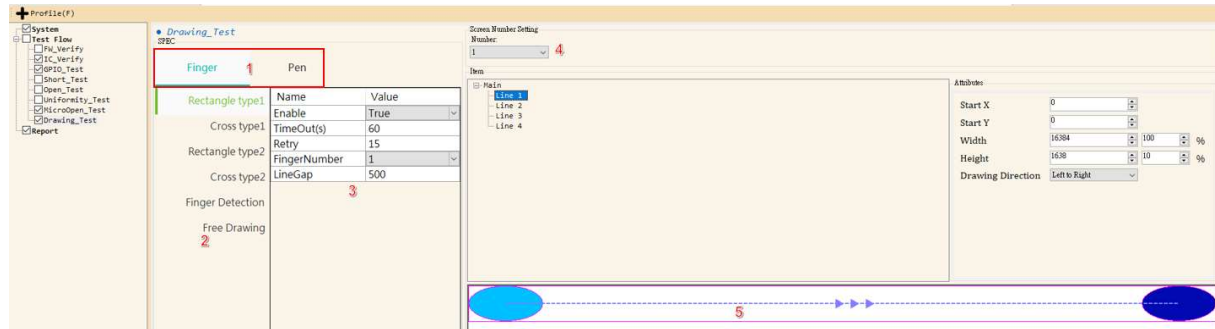 Profile(F)
System
Test Flow
FW_Verify
IC_Verify
GPIO_Test
Short_Test
Open_Test
Uniformity_Test
MicroOpen_Test
Drawing_Test
Report
Drawing_Test
SPEC
Finger
1
Pen
Rectangle type1
Cross type1
Rectangle type2
Cross type2
Finger Detection
Free Drawing
2
Name Value
Enable True
TimeOut(s) 60
Retry 15
FingerNumber 1
LineGap 500
3
Screen Number Setting
Number:
1
4
Item
Main
Line 1
Line 2
Line 3
Line 4
Attributes
Start X 0
Start Y 0
Width 16384 100 %
Height 1638 10 %
Drawing Direction Left to Right
5